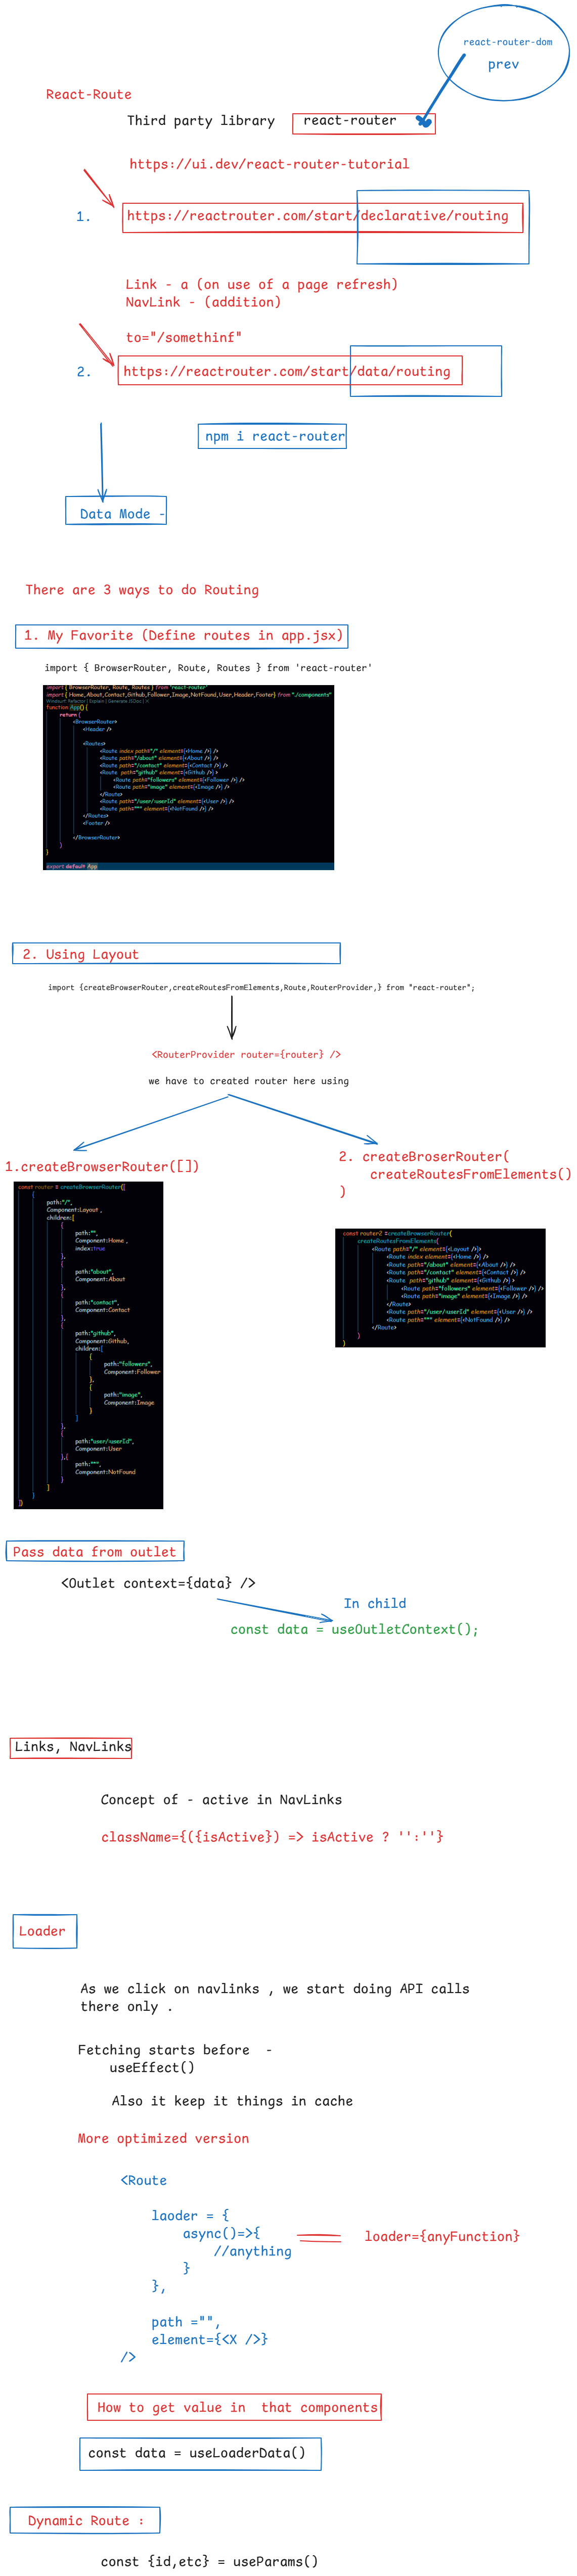 react-router-dom
prev
React-Route
Third party library
react-router
https://ui.dev/react-router-tutorial
1.
https://reactrouter.com/start/declarative/routing
Link - a (on use of a page refresh)
NavLink - (addition)
to="/somethinf"
2.
https://reactrouter.com/start/data/routing
npm i react-router
Data Mode -
There are 3 ways to do Routing
1. My Favorite (Define routes in app.jsx)
import { BrowserRouter, Route, Routes } from 'react-router'
import { BrowserRouter, Route, Routes } from 'react-router'
import { Home,About,Contact,Github,Follower,Image,NotFound,User,Header,Footer} from "./components"
Windsurf: Refactor | Explain | Generate JSDoc | X
function App() {
return (
<BrowserRouter>
<Header />
<Routes>
<Route index path="/" element={<Home />} />
<Route path="/about" element={<About />} />
<Route path="/contact" element={<Contact />} />
<Route path="github" element={<Github />} >
<Route path="followers" element={<Follower />} />
<Route path="image" element={<Image />} />
</Route>
<Route path="/user/:userId" element={<User />} />
<Route path="*" element={<NotFound />} />
</Routes>
<Footer />
</BrowserRouter>
)
}
export default App
2. Using Layout
import {createBrowserRouter,createRoutesFromElements,Route,RouterProvider,} from "react-router";
<RouterProvider router={router} />
we have to created router here using
1.createBrowserRouter([])
const router = createBrowserRouter([
{
path:"/",
Component:Layout ,
children:[
{
path:"",
Component:Home ,
index:true
},
{
path:"about",
Component:About
},
{
path:"contact",
Component:Contact
},
{
path:"github",
Component:Github,
children:[
{
path:"followers",
Component:Follower
},
{
path:"image",
Component:Image
}
]
},
{
path:"user/:userId",
Component:User
},{
path:"*",
Component:NotFound
}
]
}
])
2. createBroserRouter(
createRoutesFromElements()
)
const router2 =createBrowserRouter(
createRoutesFromElements(
<Route path="/" element={<Layout />}>
<Route index element={<Home />} />
<Route path="/about" element={<About />} />
<Route path="/contact" element={<Contact />} />
<Route path="github" element={<Github />} >
<Route path="followers" element={<Follower />} />
<Route path="image" element={<Image />} />
</Route>
<Route path="/user/:userId" element={<User />} />
<Route path="*" element={<NotFound />} />
</Route>
)
)
Pass data from outlet
<Outlet context={data} />
In child
const data = useOutletContext();
Links, NavLinks
Concept of - active in NavLinks
className={({isActive}) => isActive ? '':''}
Loader
As we click on navlinks , we start doing API calls
there only .
Fetching starts before -
useEffect()
Also it keep it things in cache
More optimized version
<Route
laoder = {
async()=>{
//anything
}
},
path ="",
element={<X />}
/>
loader={anyFunction}
How to get value in that components
const data = useLoaderData()
Dynamic Route :
const {id,etc} = useParams()